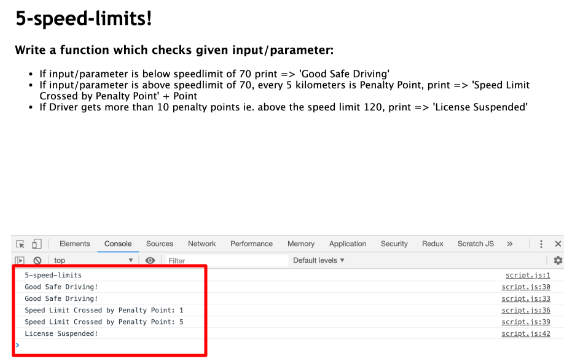 5-speed-limits!
Write a function which checks given input/parameter:
• If input/parameter is below speedlimit of 70 print => 'Good Safe Driving'
• If input/parameter is above speedlimit of 70, every 5 kilometers is Penalty Point, print => 'Speed Limit
Crossed by Penalty Point' + Point
• If Driver gets more than 10 penalty points ie. above the speed limit 120, print => 'License Suspended'
Elements Console Sources Network Performance Memory Application Security Redux Scratch JS »
top ▼ Filter Default levels ▼
5-speed-limits script.js:1
Good Safe Driving! script.js:30
Good Safe Driving! script.js:33
Speed Limit Crossed by Penalty Point: 1 script.js:36
Speed Limit Crossed by Penalty Point: 5 script.js:39
License Suspended! script.js:42
>